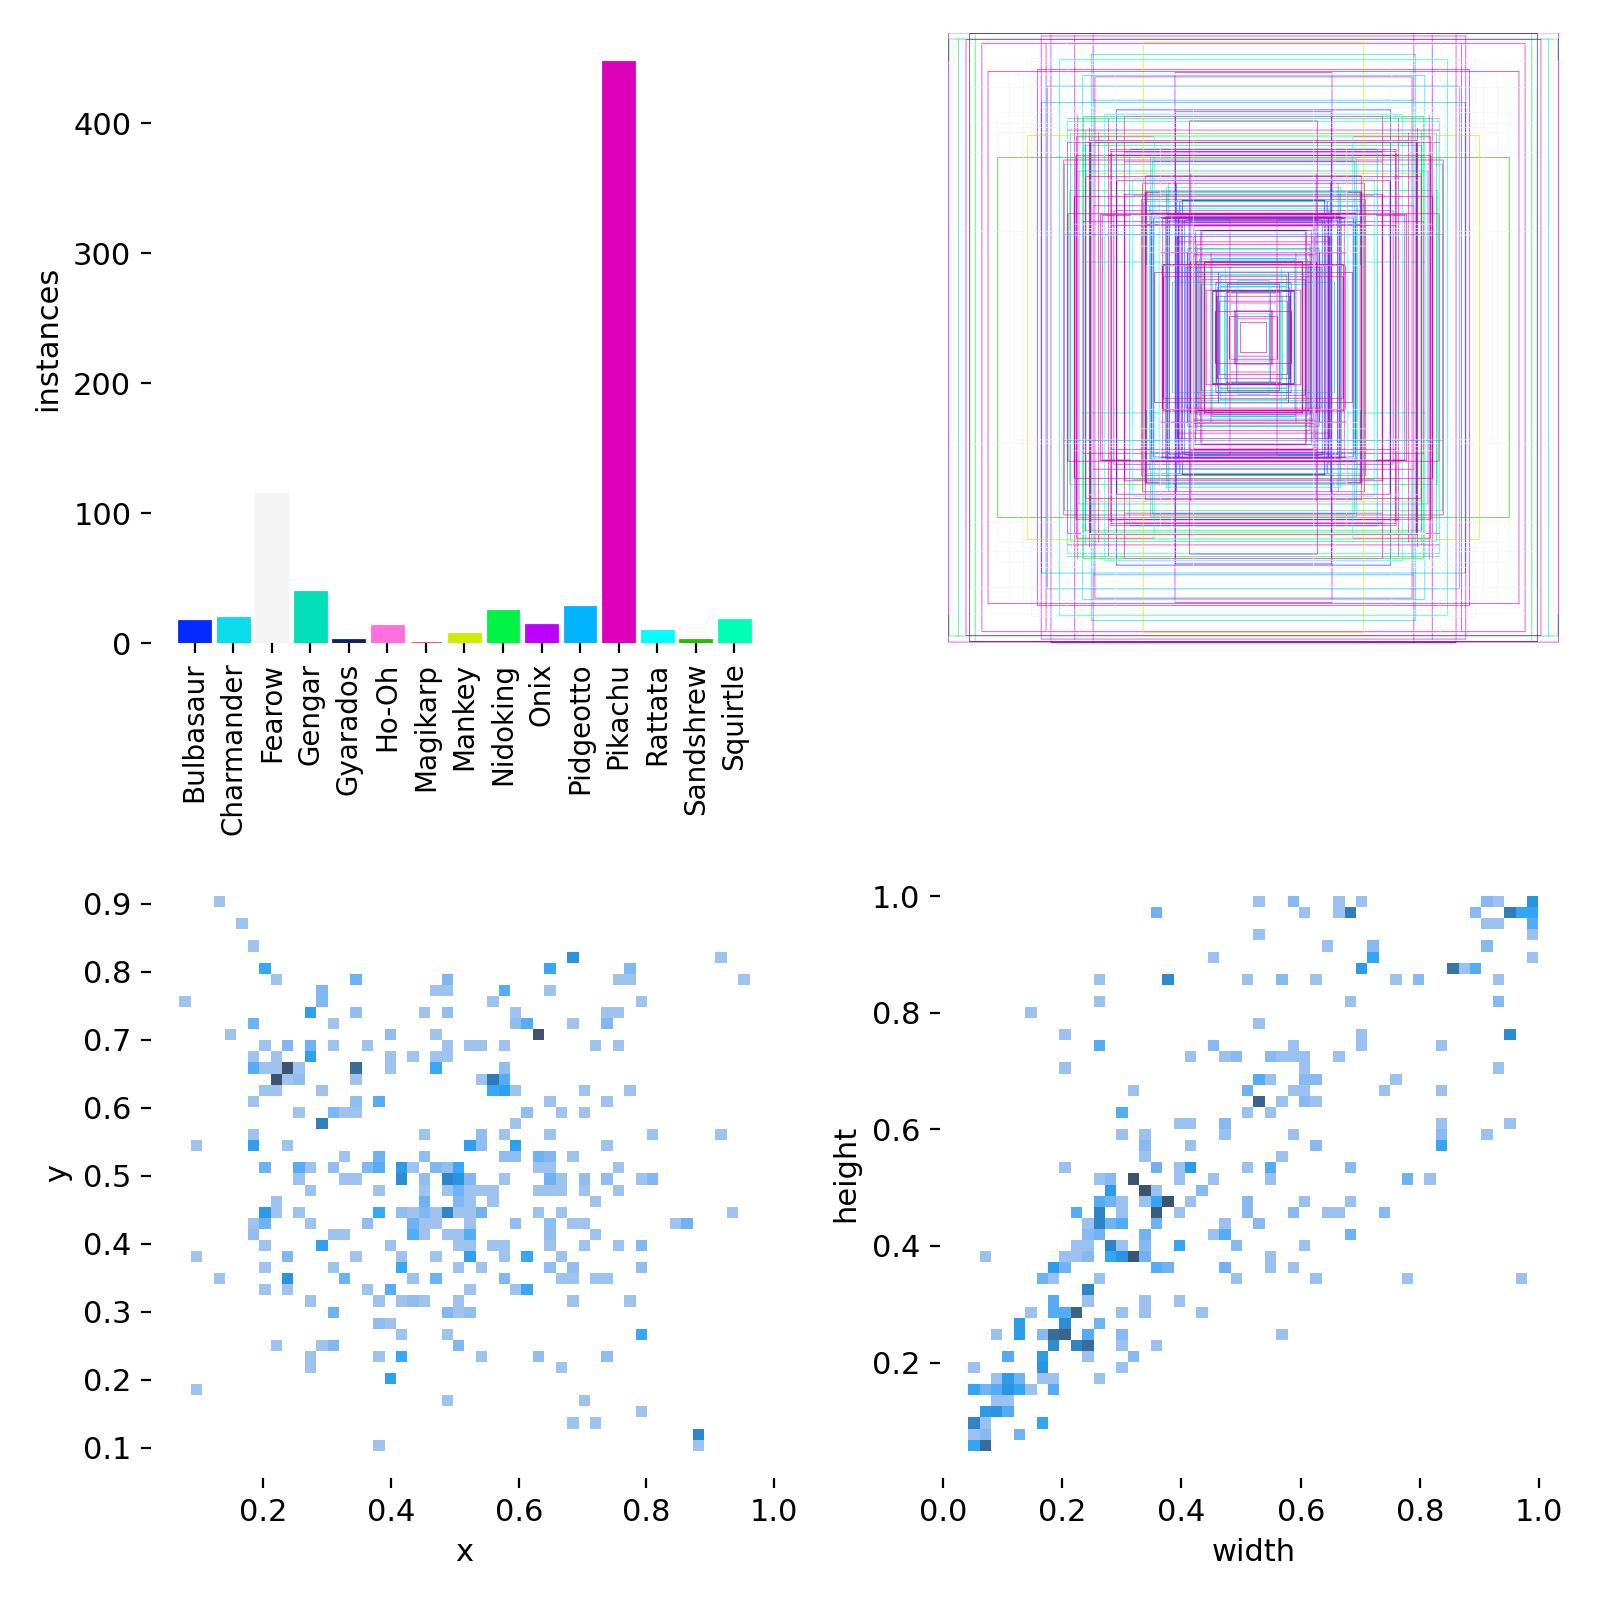 400
300
200
100
0
instances
Bulbasaur
Charmander
Fearow
Gengar
Gyarados
Ho-Oh
Magikarp
Mankey
Nidoking
Onix
Pidgeotto
Pikachu
Rattata
Sandshrew
Squirtle
0.9
0.8
0.7
0.6
0.5
0.4
0.3
0.2
0.1
y
0.2 0.4 0.6 0.8 1.0
x
1.0
0.8
0.6
0.4
0.2
height
0.0 0.2 0.4 0.6 0.8 1.0
width